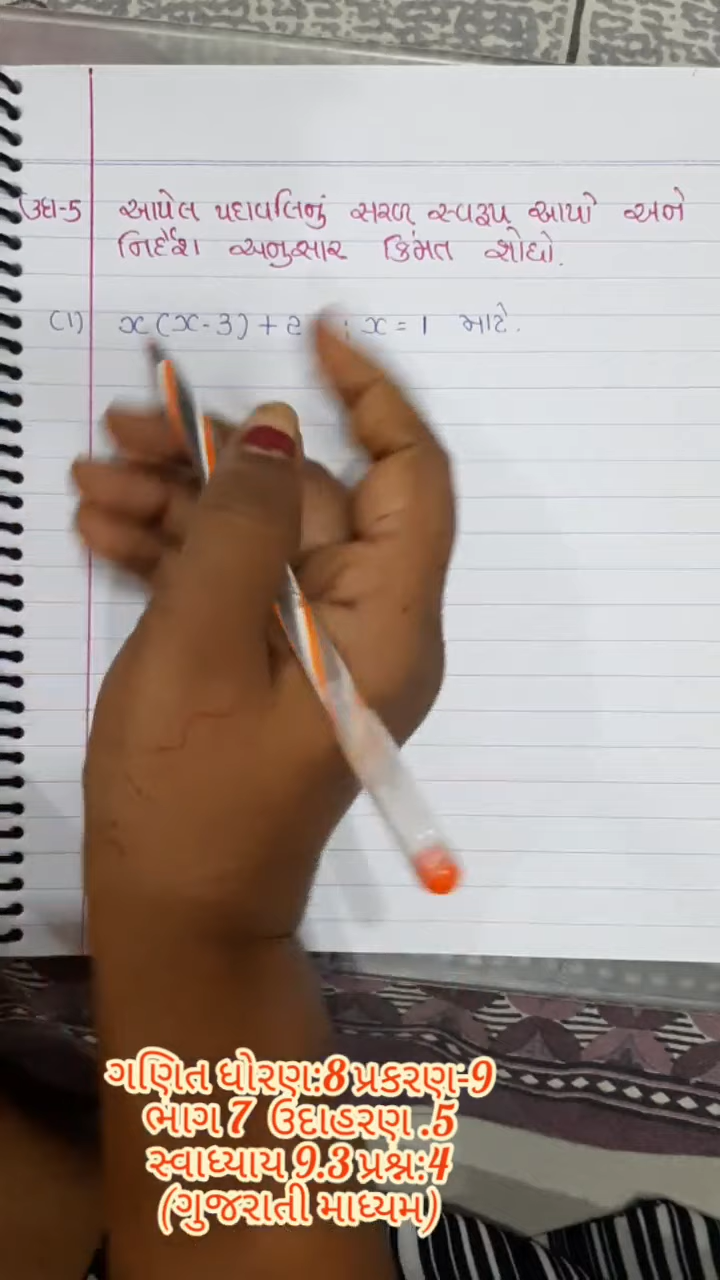 ઉદા-5 આપેલ પદાવલિનું સરળ સ્વરૂપ આપો અને
નિર્દેશ અનુસાર કિંમત શોધો.
(1) x(x-3)+2 ; x = 1 માટે.
ગણિત ધોરણ:8 પ્રકરણ-9
ભાગ 7 ઉદાહરણ .5
સ્વાધ્યાય 9.3 પ્રશ્ન:4
(ગુજરાતી માધ્યમ)